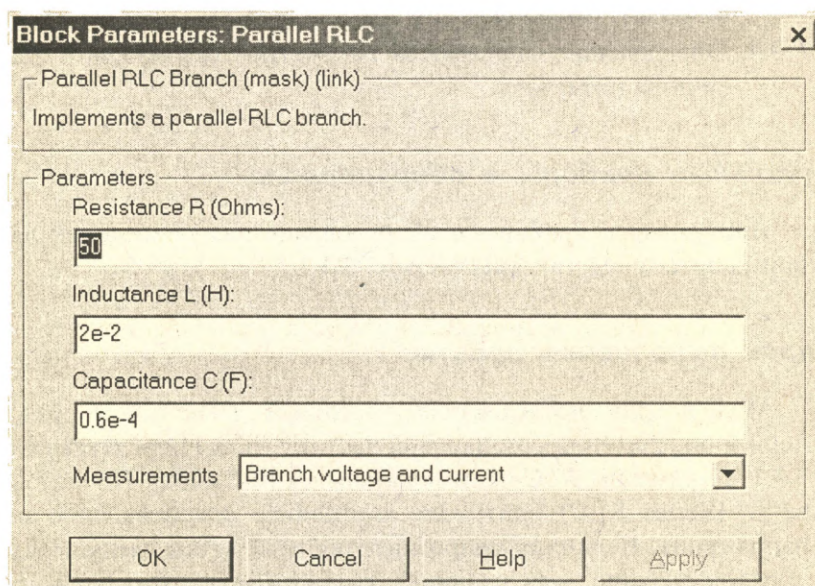 Block Parameters: Parallel RLC
Parallel RLC Branch (mask) (link)
Implements a parallel RLC branch.
Parameters
Resistance R (Ohms):
50
Inductance L (H):
2e-2
Capacitance C (F):
0.6e-4
Measurements Branch voltage and current
OK Cancel Help Apply